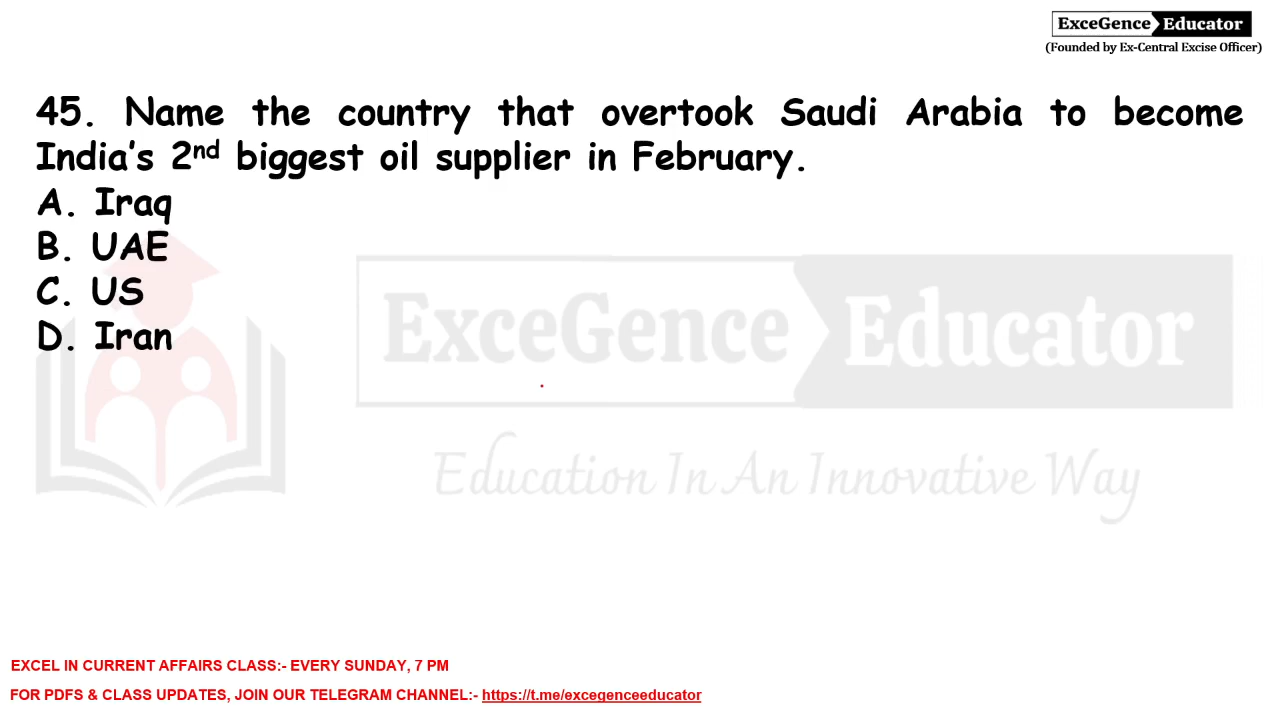 ExceGence Educator
(Founded by Ex-Central Excise Officer)
45. Name the country that overtook Saudi Arabia to become
India's 2nd biggest oil supplier in February.
A. Iraq
B. UAE
C. US
D. Iran
ExceGence Educator
Education In An Innovative Way
EXCEL IN CURRENT AFFAIRS CLASS:- EVERY SUNDAY, 7 PM
FOR PDFS & CLASS UPDATES, JOIN OUR TELEGRAM CHANNEL:- https://t.me/excegenceeducator